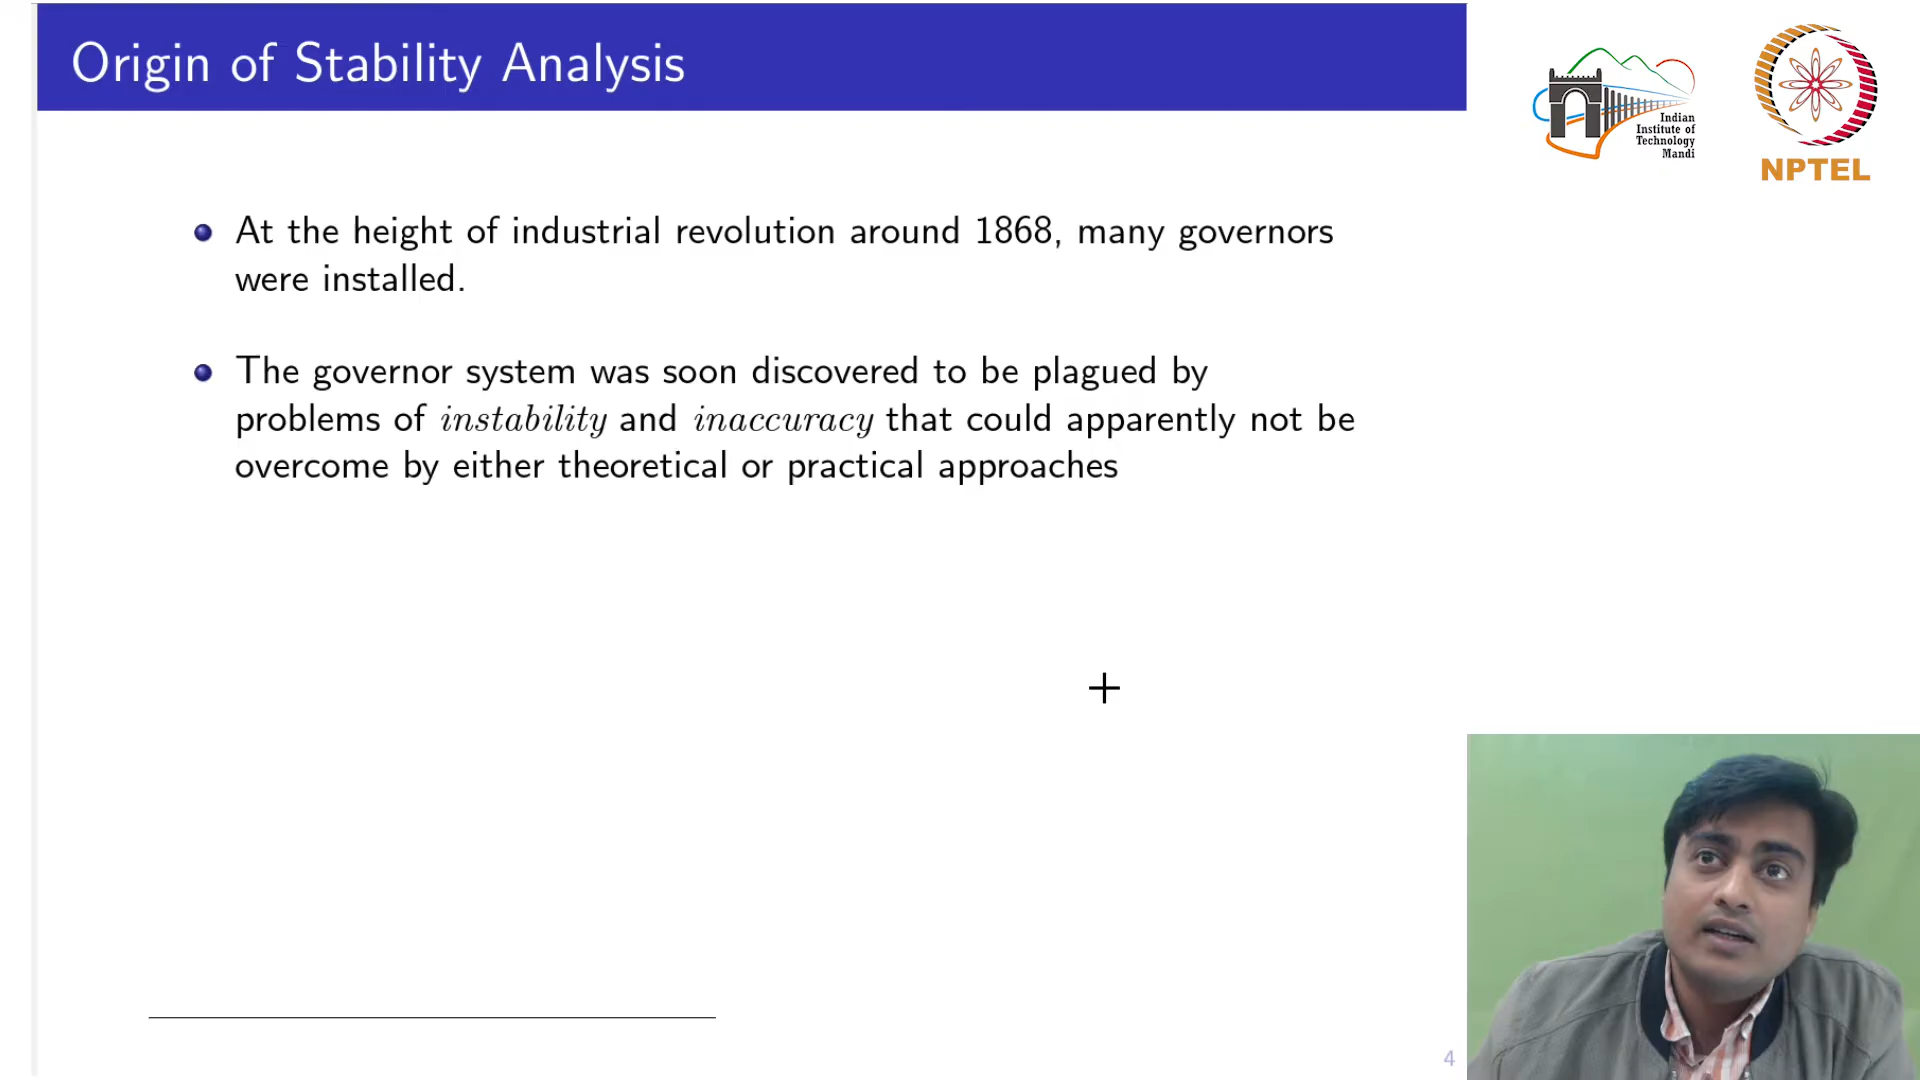 Origin of Stability Analysis
Indian
Institute of
Technology
Mandi
NPTEL
At the height of industrial revolution around 1868, many governors
were installed.
The governor system was soon discovered to be plagued by
problems of instability and inaccuracy that could apparently not be
overcome by either theoretical or practical approaches
4